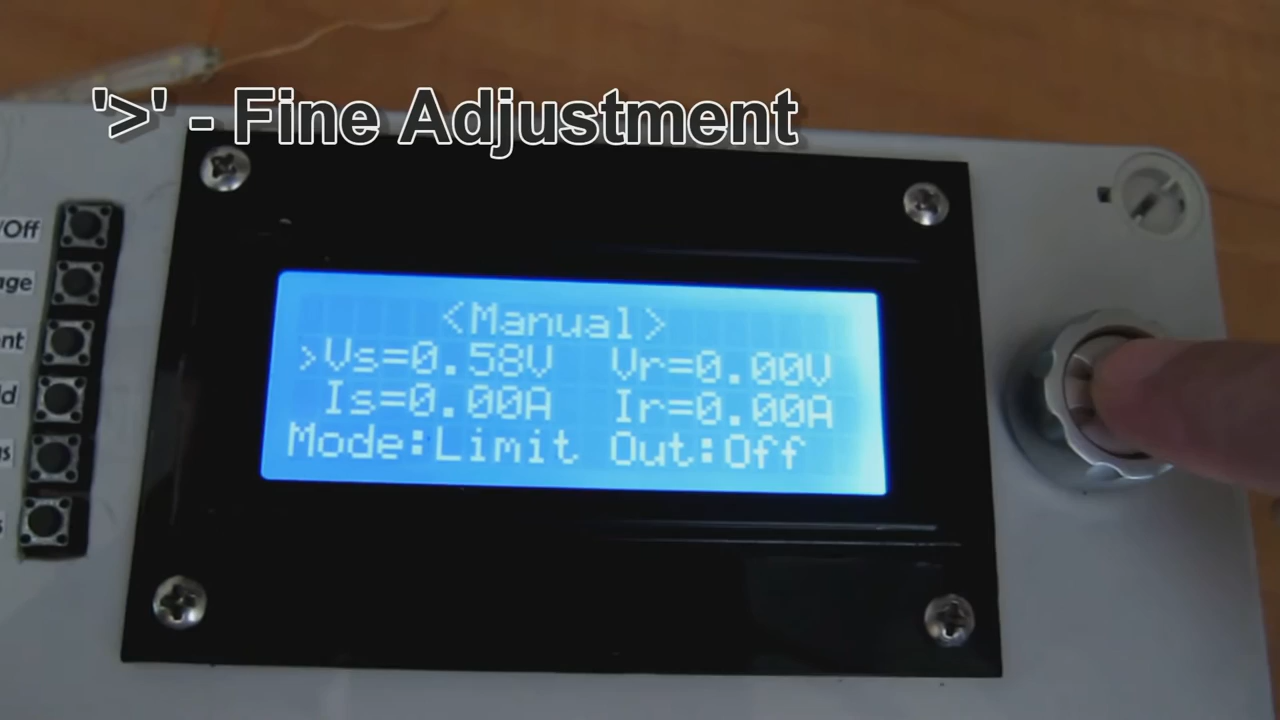 '>' - Fine Adjustment
<Manual>
>Vs=0.58V Vr=0.00V
Is=0.00A Ir=0.00A
Mode:Limit Out:Off
/Off
age
nt
ld